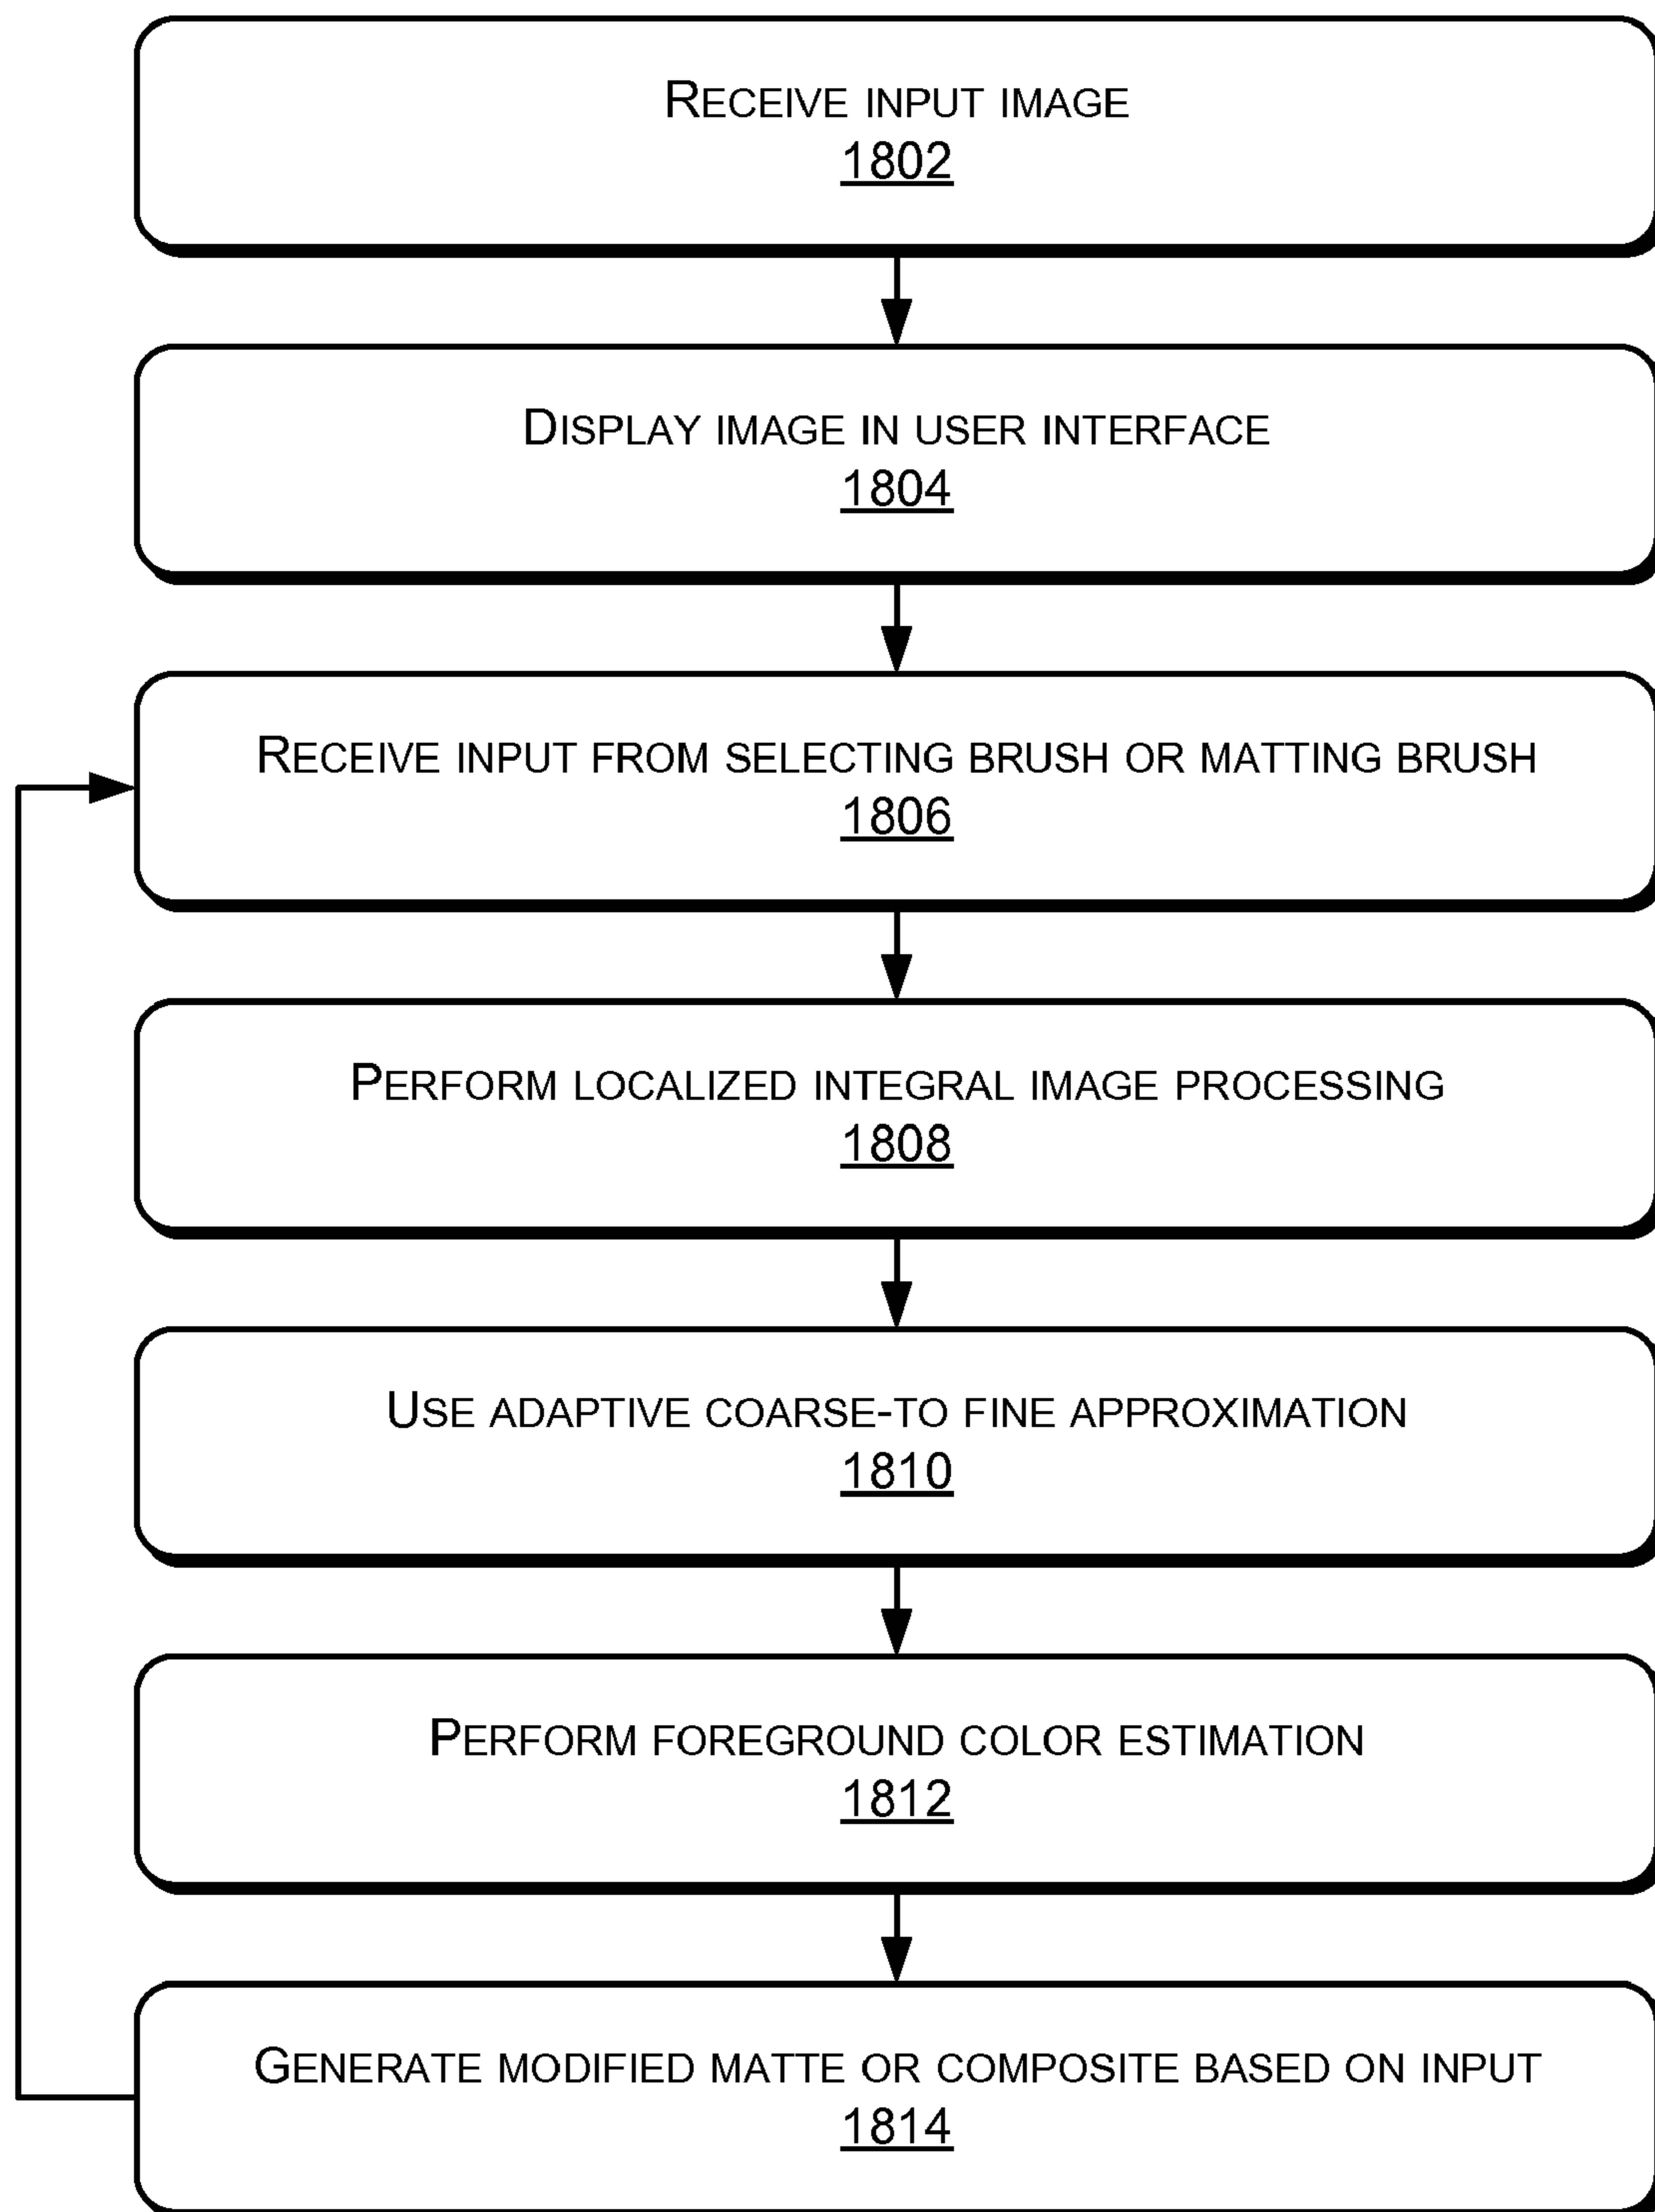 RECEIVE INPUT IMAGE
1802
DISPLAY IMAGE IN USER INTERFACE
1804
RECEIVE INPUT FROM SELECTING BRUSH OR MATTING BRUSH
1806
PERFORM LOCALIZED INTEGRAL IMAGE PROCESSING
1808
USE ADAPTIVE COARSE-TO FINE APPROXIMATION
1810
PERFORM FOREGROUND COLOR ESTIMATION
1812
GENERATE MODIFIED MATTE OR COMPOSITE BASED ON INPUT
1814